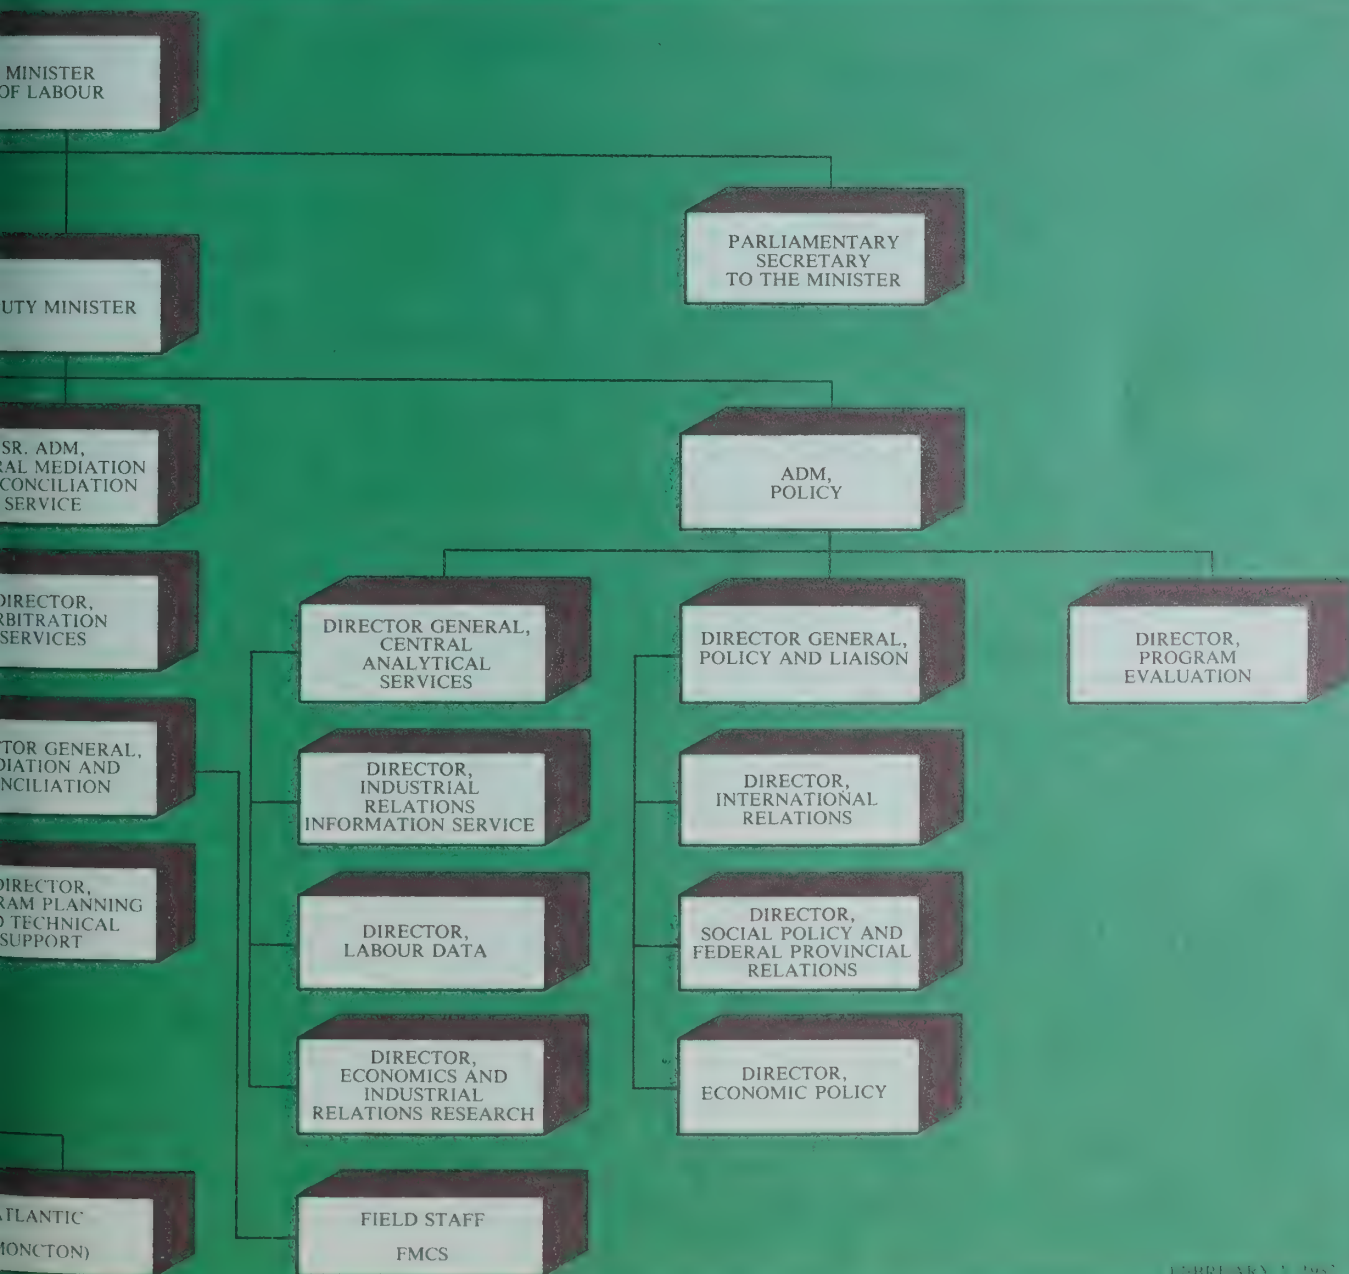 MINISTER
OF LABOUR
PARLIAMENTARY
SECRETARY
TO THE MINISTER
UTY MINISTER
SR. ADM,
RAL MEDIATION
CONCILIATION
SERVICE
ADM,
POLICY
DIRECTOR,
RBITRATION
SERVICES
DIRECTOR GENERAL,
CENTRAL
ANALYTICAL
SERVICES
DIRECTOR GENERAL,
POLICY AND LIAISON
DIRECTOR,
PROGRAM
EVALUATION
TOR GENERAL,
DIATION AND
NCILIATION
DIRECTOR,
INDUSTRIAL
RELATIONS
INFORMATION SERVICE
DIRECTOR,
INTERNATIONAL
RELATIONS
DIRECTOR,
RAM PLANNING
TECHNICAL
SUPPORT
DIRECTOR,
LABOUR DATA
DIRECTOR,
SOCIAL POLICY AND
FEDERAL PROVINCIAL
RELATIONS
DIRECTOR,
ECONOMICS AND
INDUSTRIAL
RELATIONS RESEARCH
DIRECTOR,
ECONOMIC POLICY
TLANTIC
MONCTON)
FIELD STAFF
FMCS
FEBRUARY